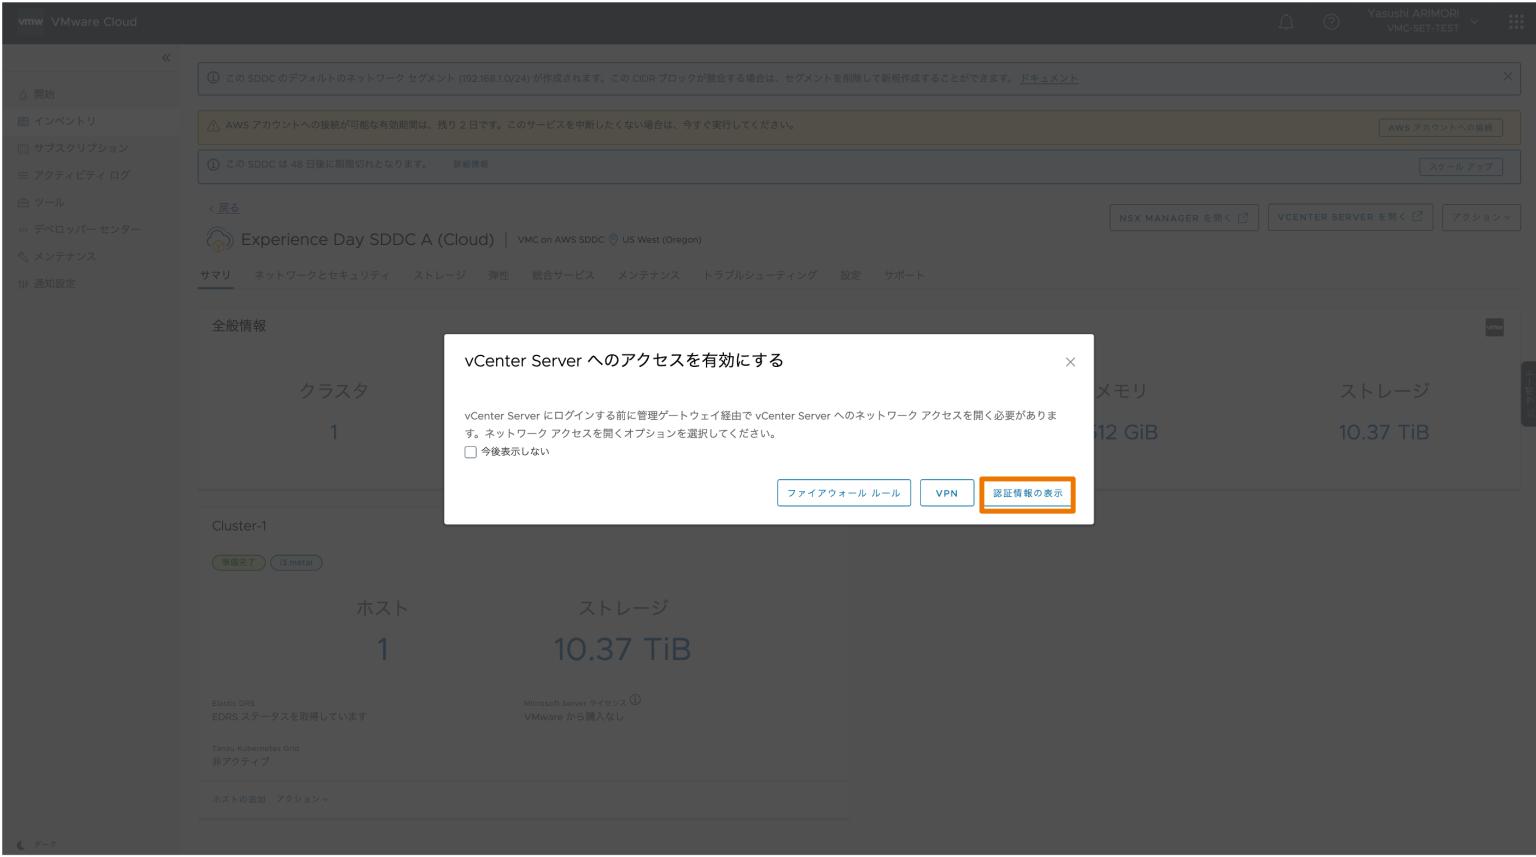 vmw VMware Cloud
Yasushi ARIMORI
VMC-SET-TEST
開始
インベントリ
サブスクリプション
アクティビティ ログ
ツール
デベロッパー センター
メンテナンス
通知設定
ダーク
この SDDC のデフォルトのネットワーク セグメント (192.168.1.0/24) が作成されます。この CIDR ブロックが競合する場合は、セグメントを削除して新規作成することができます。 ドキュメント
AWS アカウントへの接続が可能な有効期間は、残り 2 日です。このサービスを中断したくない場合は、今すぐ実行してください。
AWS アカウントへの接続
この SDDC は 48 日後に期限切れとなります。 詳細情報
スケール アップ
戻る
NSX MANAGER を開く
VCENTER SERVER を開く
アクション
Experience Day SDDC A (Cloud) | VMC on AWS SDDC US West (Oregon)
サマリ ネットワークとセキュリティ ストレージ 弾性 統合サービス メンテナンス トラブルシューティング 設定 サポート
全般情報
vmw
クラスタ
1
メモリ
512 GiB
ストレージ
10.37 TiB
vCenter Server へのアクセスを有効にする
vCenter Server にログインする前に管理ゲートウェイ経由で vCenter Server へのネットワーク アクセスを開く必要がありま
す。ネットワーク アクセスを開くオプションを選択してください。
今後表示しない
ファイアウォール ルール
VPN
認証情報の表示
Cluster-1
準備完了 i3.metal
ホスト
1
ストレージ
10.37 TiB
Elastic DRS
EDRS ステータスを取得しています
Microsoft Server ライセンス
VMware から購入なし
Tanzu Kubernetes Grid
非アクティブ
ホストの追加 アクション